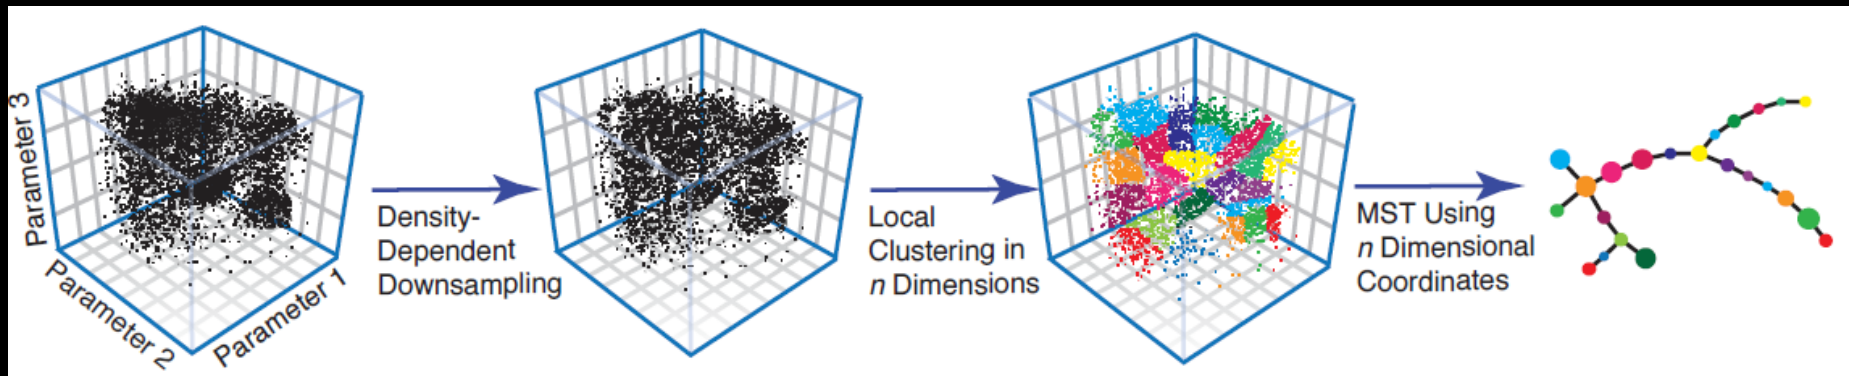 Parameter 3
Parameter 2
Parameter 1
Density-
Dependent
Downsampling
Local
Clustering in
n Dimensions
MST Using
n Dimensional
Coordinates